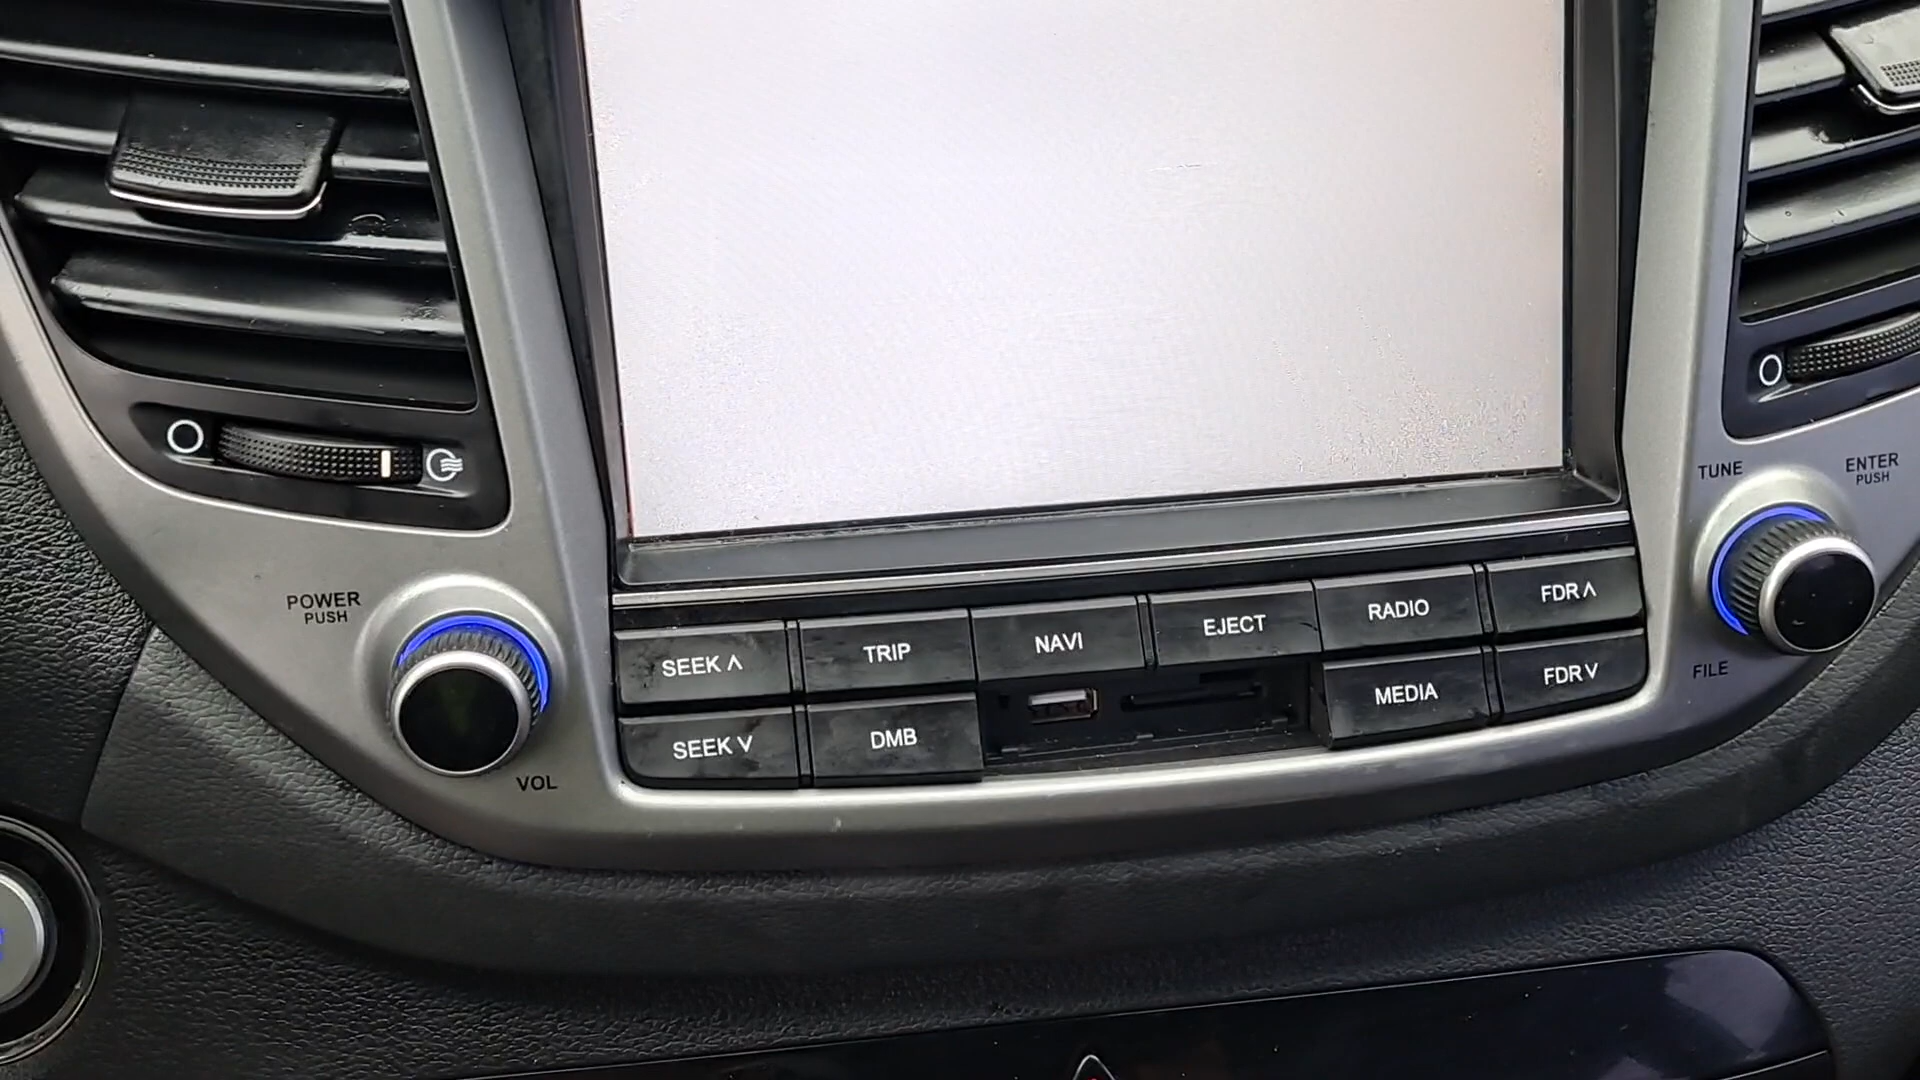 POWER
PUSH
VOL
SEEK ∧
TRIP
NAVI
EJECT
RADIO
FDR ∧
SEEK ∨
DMB
MEDIA
FDR ∨
TUNE
ENTER
PUSH
FILE